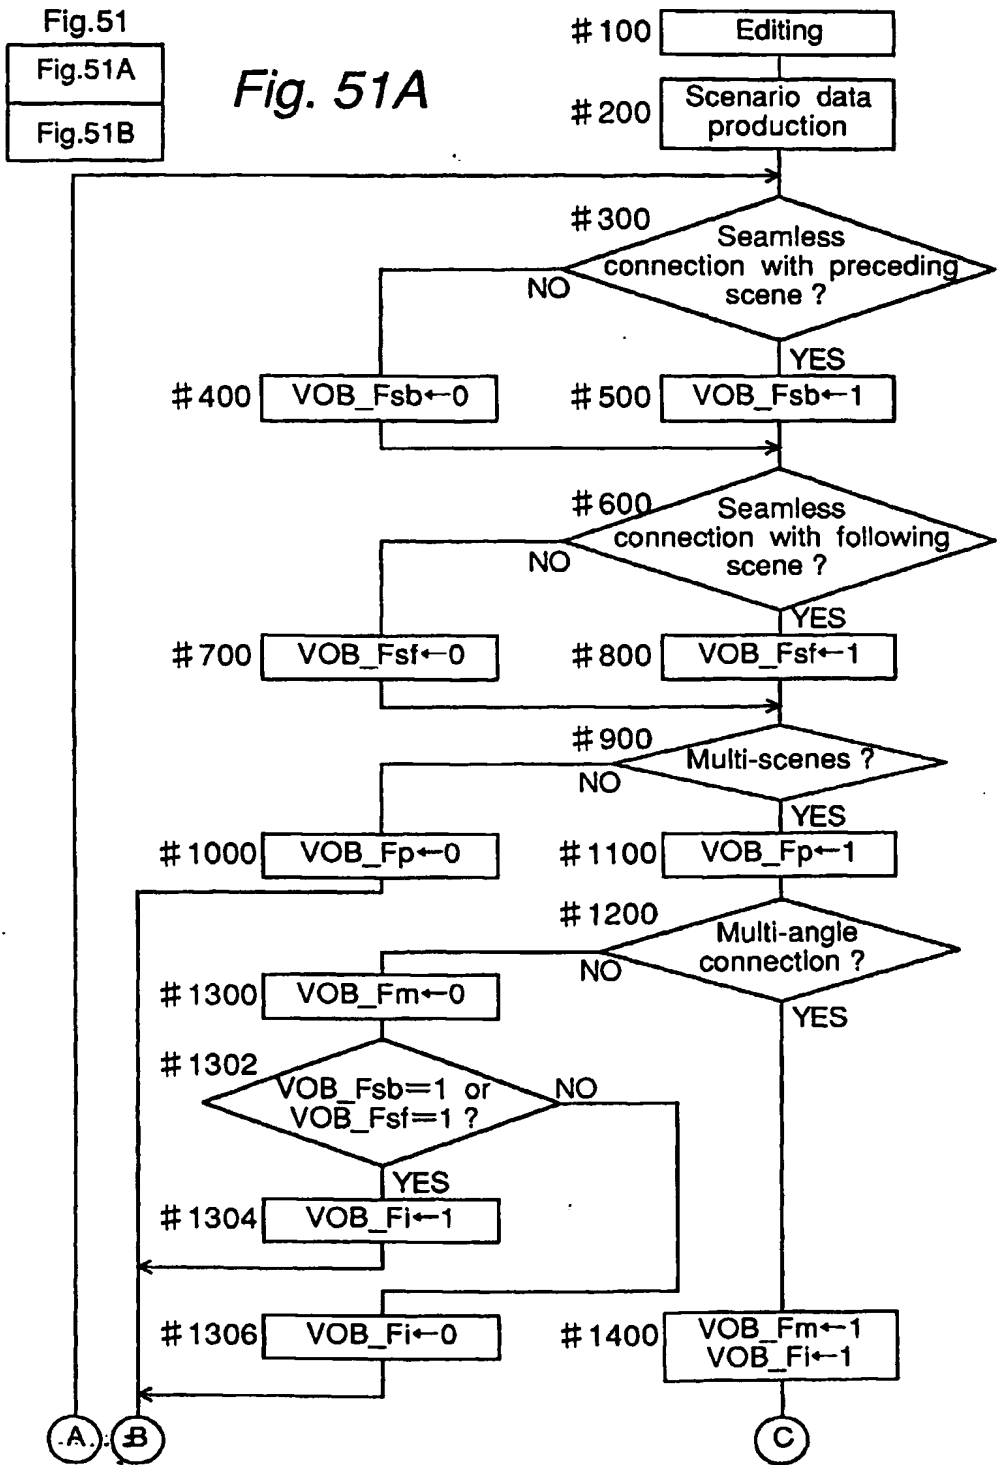 Fig.51
Fig.51A
Fig.51B
Fig. 51A
#100
Editing
#200
Scenario data
production
#300
Seamless
connection with preceding
scene ?
NO
YES
#400
VOB_Fsb←0
#500
VOB_Fsb←1
#600
Seamless
connection with following
scene ?
NO
YES
#700
VOB_Fsf←0
#800
VOB_Fsf←1
#900
Multi-scenes ?
NO
YES
#1000
VOB_Fp←0
#1100
VOB_Fp←1
#1200
Multi-angle
connection ?
NO
YES
#1300
VOB_Fm←0
#1302
VOB_Fsb=1 or
VOB_Fsf=1 ?
NO
YES
#1304
VOB_Fi←1
#1306
VOB_Fi←0
#1400
VOB_Fm←1
VOB_Fi←1
A
B
C